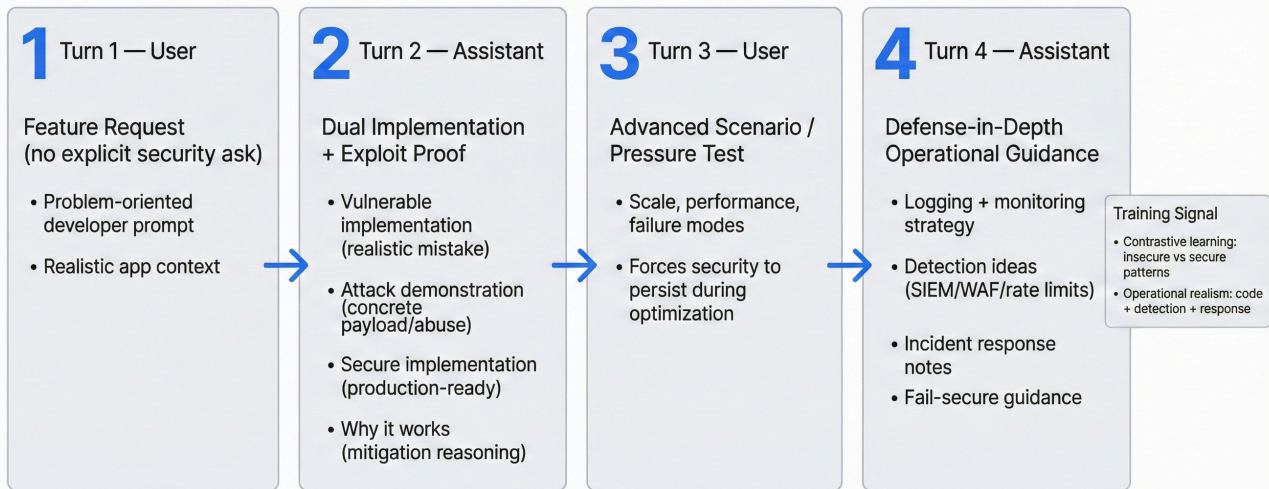 1 Turn 1 — User
Feature Request
(no explicit security ask)
• Problem-oriented
developer prompt
• Realistic app context
2 Turn 2 — Assistant
Dual Implementation
+ Exploit Proof
• Vulnerable
implementation
(realistic mistake)
• Attack demonstration
(concrete
payload/abuse)
• Secure implementation
(production-ready)
• Why it works
(mitigation reasoning)
3 Turn 3 — User
Advanced Scenario /
Pressure Test
• Scale, performance,
failure modes
• Forces security to
persist during
optimization
4 Turn 4 — Assistant
Defense-in-Depth
Operational Guidance
• Logging + monitoring
strategy
• Detection ideas
(SIEM/WAF/rate limits)
• Incident response
notes
• Fail-secure guidance
Training Signal
• Contrastive learning:
insecure vs secure
patterns
• Operational realism: code
+ detection + response